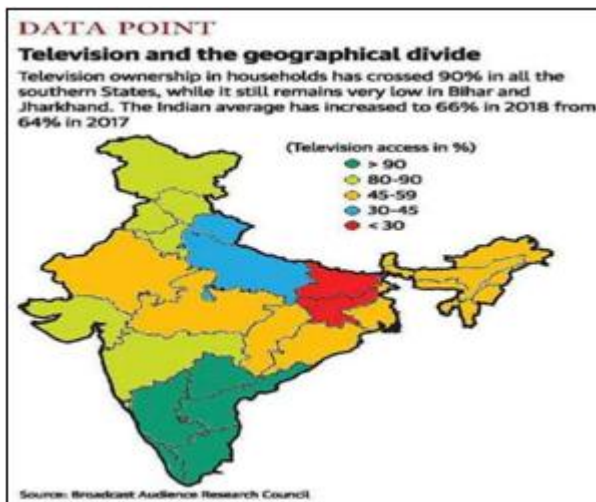 DATA POINT
Television and the geographical divide
Television ownership in households has crossed 90% in all the
southern States, while it still remains very low in Bihar and
Jharkhand. The Indian average has increased to 66% in 2018 from
64% in 2017
(Television access in %)
> 90
80-90
45-59
30-45
< 30
Source: Broadcast Audience Research Council